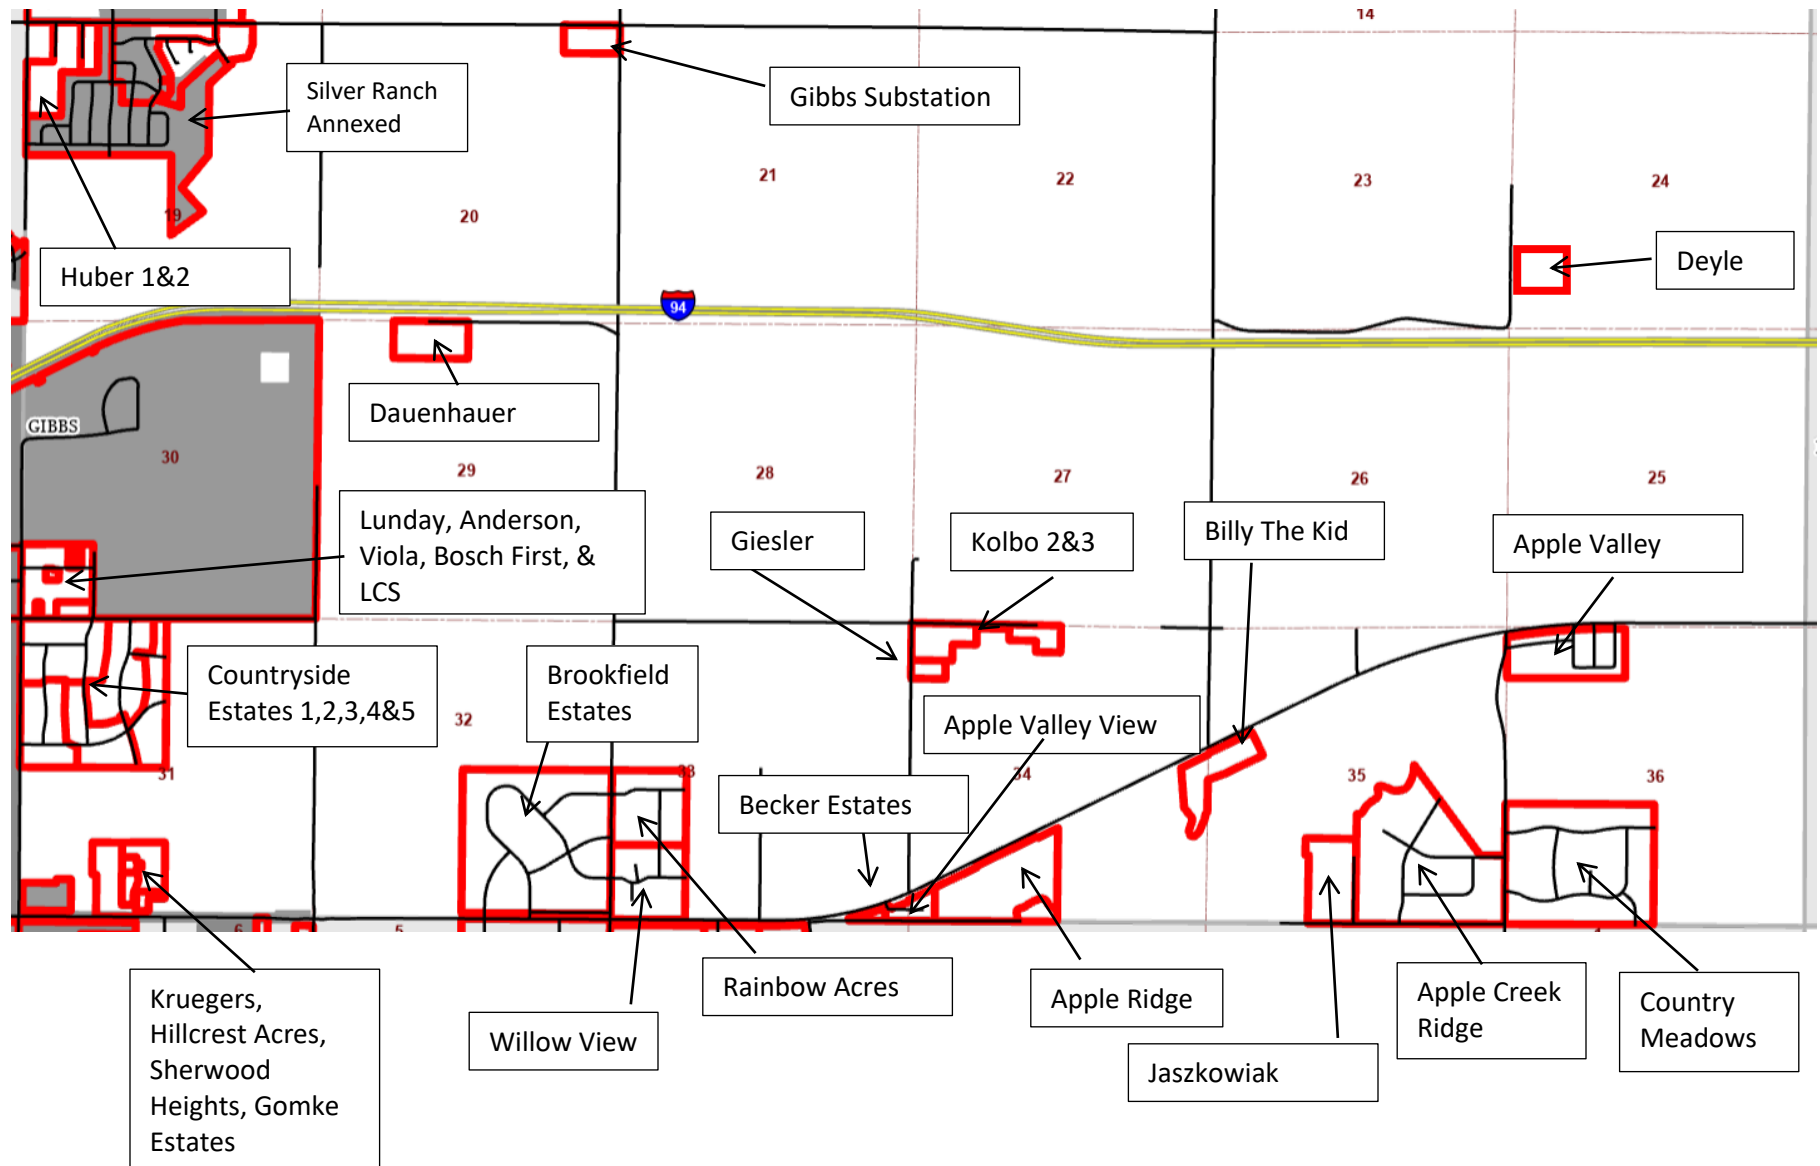 14
Silver Ranch
Annexed
Gibbs Substation
21
22
23
24
19
20
Deyle
Huber 1&2
94
Dauenhauer
GIBBS
30
29
28
27
26
25
Lunday, Anderson,
Viola, Bosch First, &
LCS
Giesler
Kolbo 2&3
Billy The Kid
Apple Valley
Countryside
Estates 1,2,3,4&5
Brookfield
Estates
32
Apple Valley View
31
33
34
35
36
Becker Estates
6
5
Kruegers,
Hillcrest Acres,
Sherwood
Heights, Gomke
Estates
Willow View
Rainbow Acres
Apple Ridge
Jaszkowiak
Apple Creek
Ridge
Country
Meadows